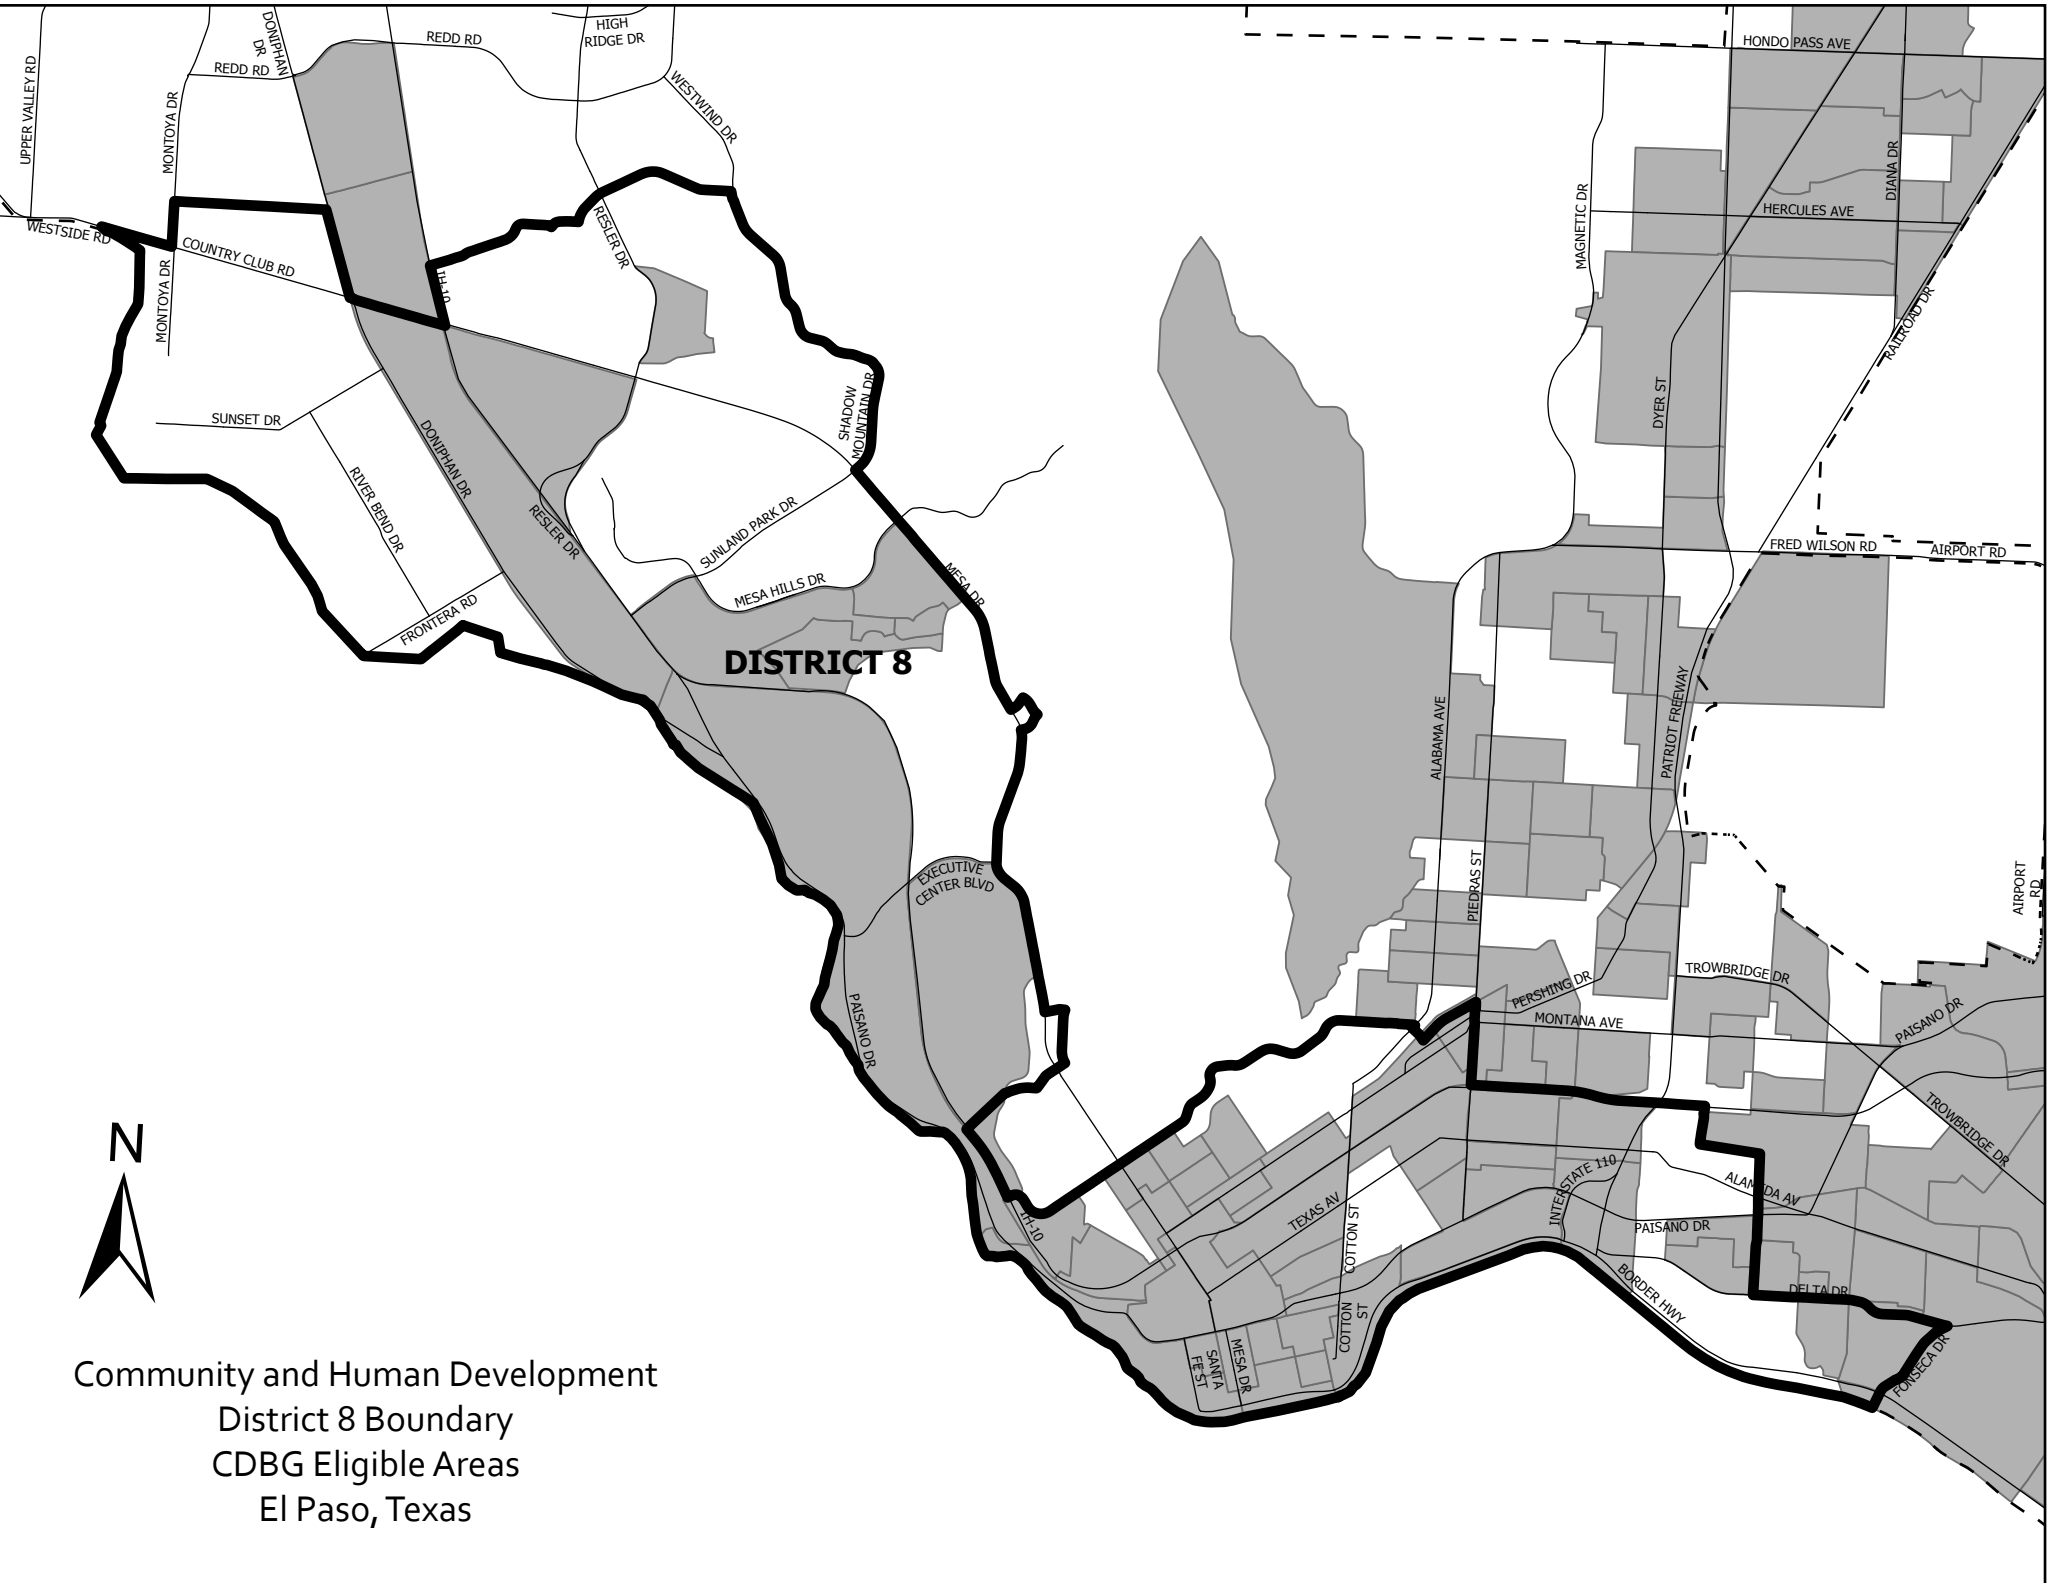 HIGH
RIDGE DR
REDD RD
DONIPHAN
DR
REDD RD
UPPER VALLEY RD
MONTOYA DR
WESTWIND DR
HONDO PASS AVE
DIANA DR
HERCULES AVE
MAGNETIC DR
WESTSIDE RD
COUNTRY CLUB RD
MONTOYA DR
IH-10
RESLER DR
RAILROAD DR
DYER ST
SHADOW
MOUNTAIN DR
SUNSET DR
DONIPHAN DR
RIVER BEND DR
RESLER DR
SUNLAND PARK DR
MESA HILLS DR
MESA DR
FRONTERA RD
FRED WILSON RD
AIRPORT RD
DISTRICT 8
ALABAMA AVE
PATRIOT FREEWAY
PIEDRAS ST
EXECUTIVE
CENTER BLVD
AIRPORT
RD
PAISANO DR
PERSHING DR
MONTANA AVE
TROWBRIDGE DR
PAISANO DR
TROWBRIDGE DR
IH-10
TEXAS AV
COTTON ST
INTERSTATE 110
ALAMEDA AV
PAISANO DR
BORDER HWY
DELTA DR
COTTON
ST
SANTA
FE ST
MESA DR
FONSECA DR
N
Community and Human Development
District 8 Boundary
CDBG Eligible Areas
El Paso, Texas